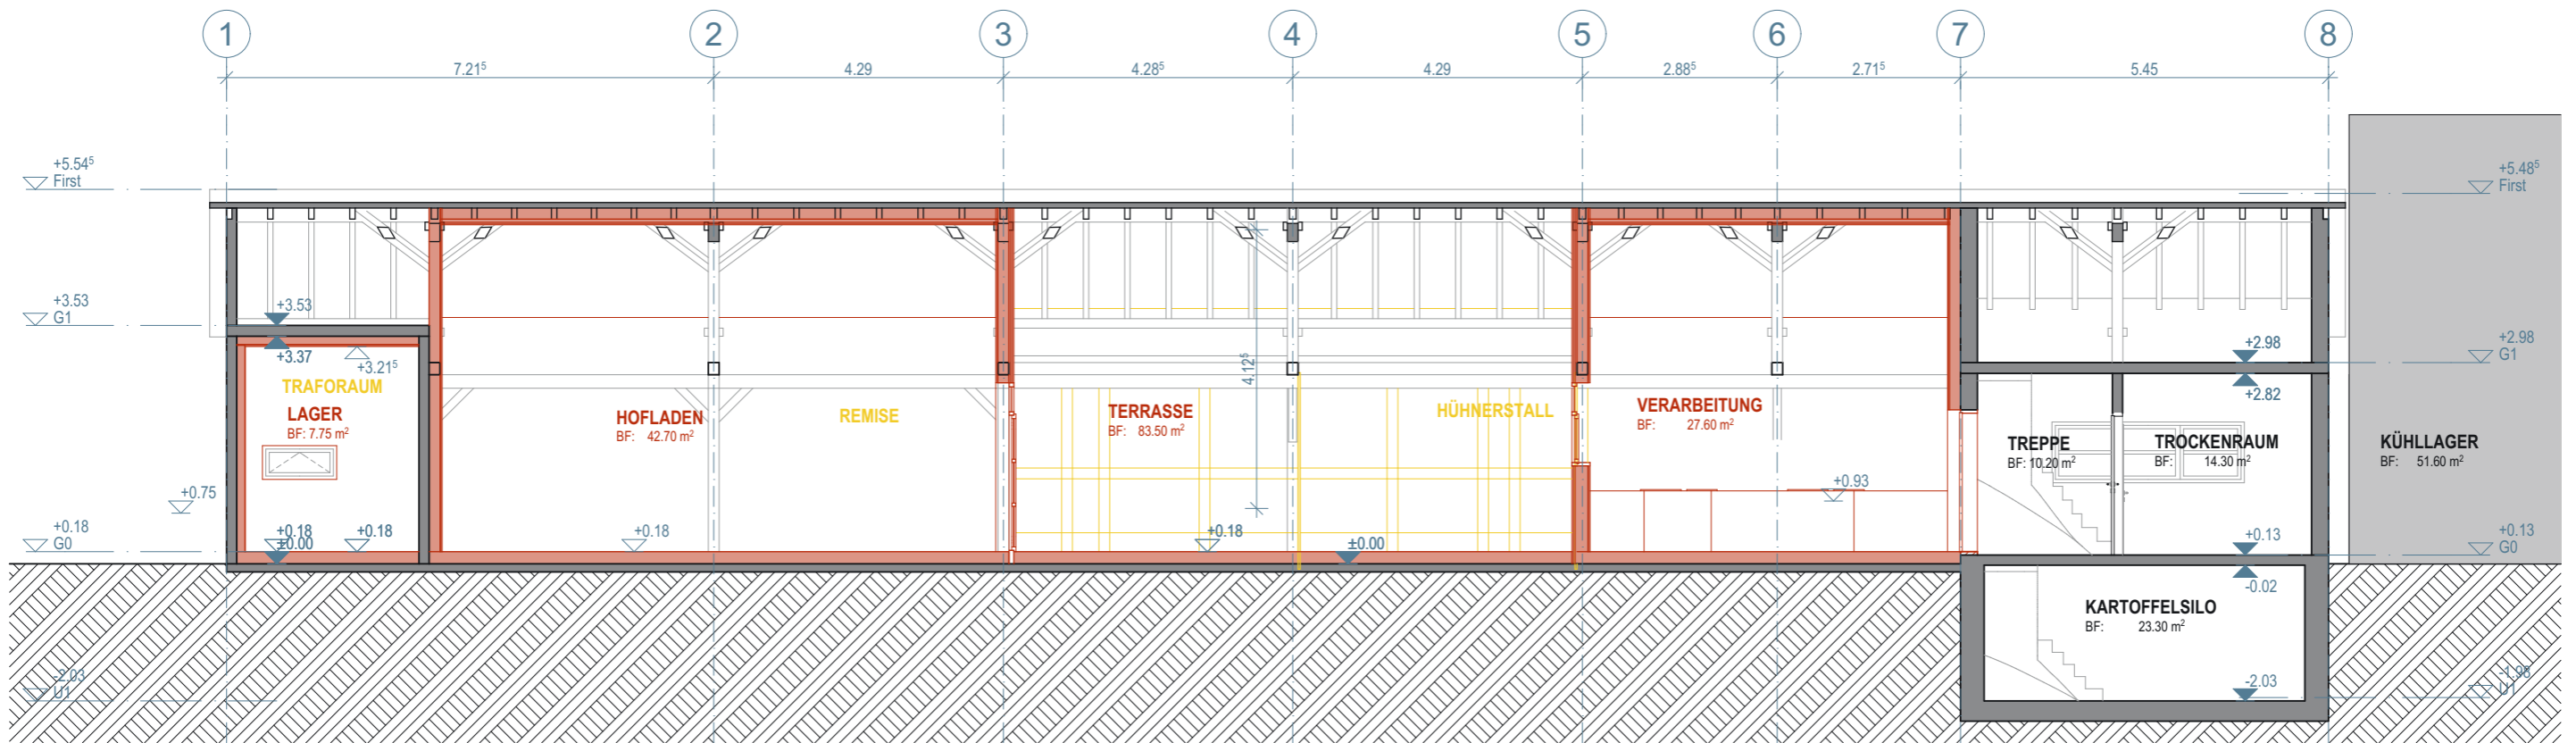 1 2 3 4 5 6 7 8
7.21⁵ 4.29 4.28⁵ 4.29 2.88⁵ 2.71⁵ 5.45
+5.54⁵
First
+5.48⁵
First
+3.53
G1
+3.53
+3.37
+3.21⁵
+2.98
+2.98
G1
+2.82
4.12⁵
TRAFORAUM
LAGER
BF: 7.75 m²
HOFLADEN
BF: 42.70 m²
REMISE
TERRASSE
BF: 83.50 m²
HÜHNERSTALL
VERARBEITUNG
BF: 27.60 m²
TREPPE
BF: 10.20 m²
TROCKENRAUM
BF: 14.30 m²
KÜHLLAGER
BF: 51.60 m²
+0.75
+0.93
+0.18
G0
+0.18
±0.00
+0.18
+0.18
+0.18
±0.00
+0.13
+0.13
G0
-0.02
KARTOFFELSILO
BF: 23.30 m²
-2.03
U1
-2.03
-1.98
U1